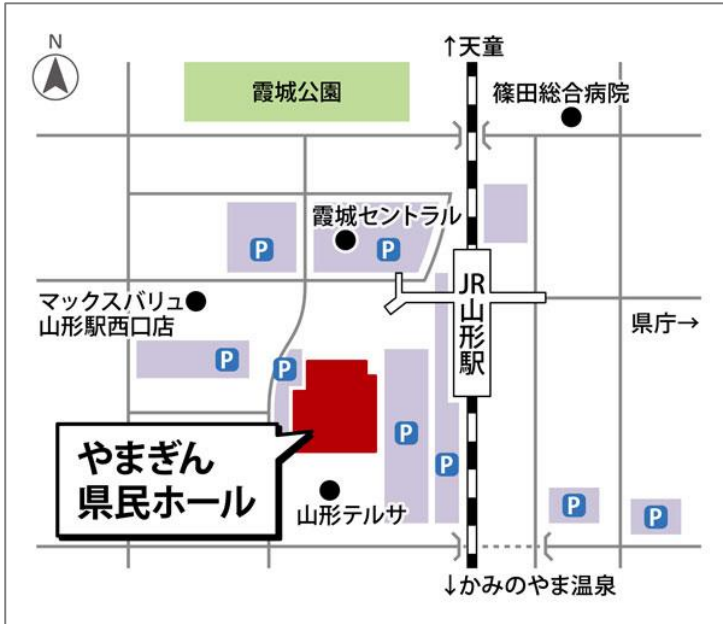 N
↑天童
霞城公園
篠田総合病院
霞城セントラル
P
P
マックスバリュ
山形駅西口店
JR山形駅
県庁→
P
P
やまぎん
県民ホール
P
P
山形テルサ
P
P
↓かみのやま温泉